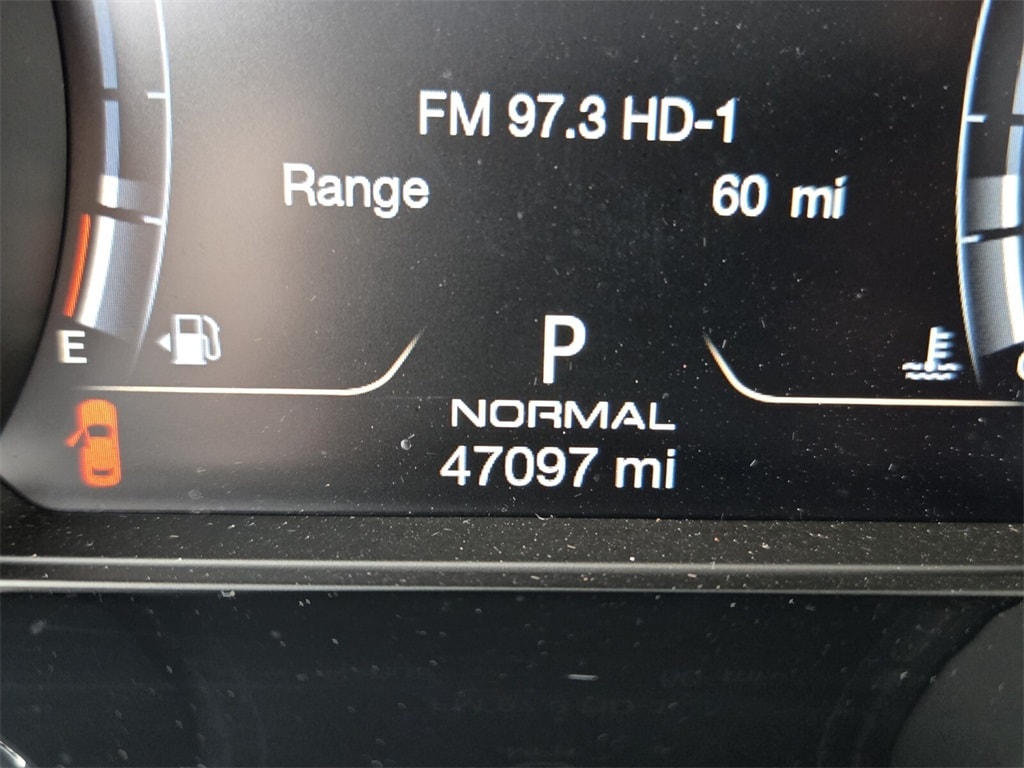 FM 97.3 HD-1
Range 60 mi
E
P
NORMAL
47097 mi